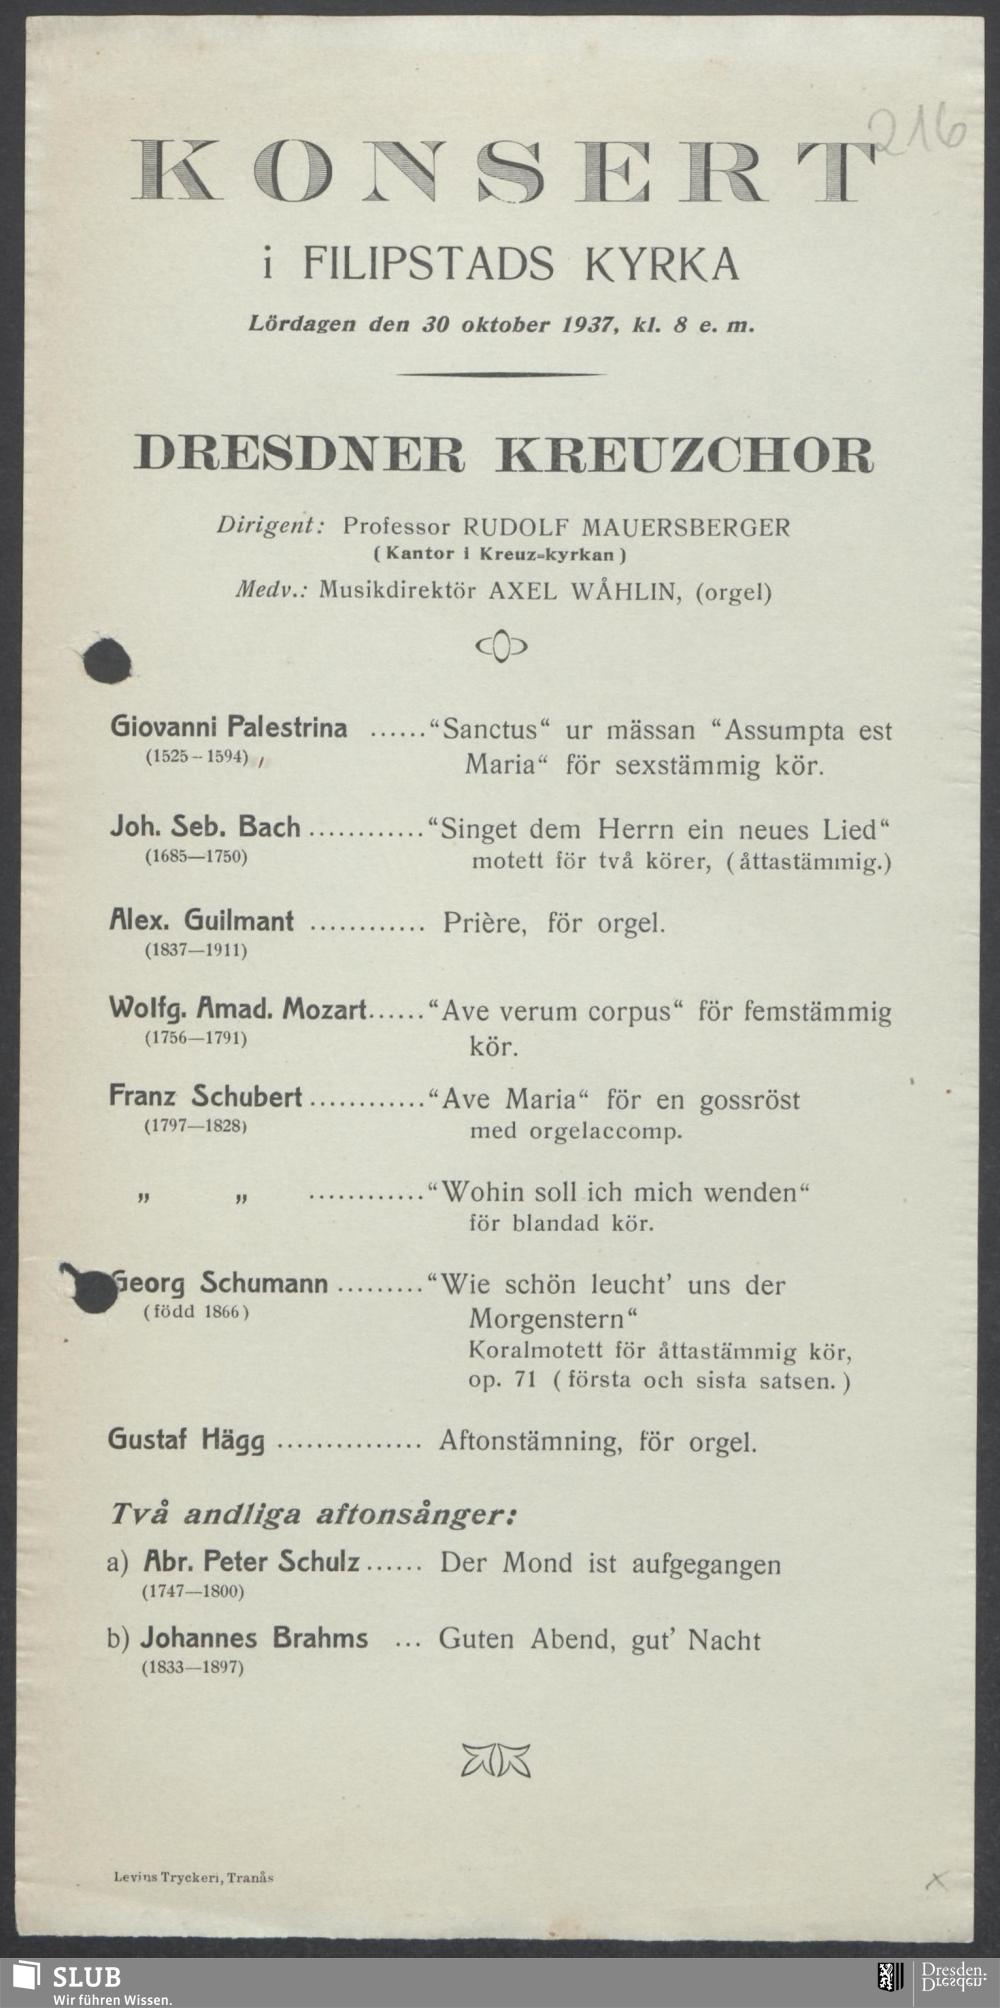 216
KONSERT
i FILIPSTADS KYRKA
Lördagen den 30 oktober 1937, kl. 8 e. m.
DRESDNER KREUZCHOR
Dirigent: Professor RUDOLF MAUERSBERGER
(Kantor i Kreuz-kyrkan)
Medv.: Musikdirektör AXEL WÅHLIN, (orgel)
Giovanni Palestrina ......“Sanctus“ ur mässan “Assumpta est
(1525–1594) Maria“ för sexstämmig kör.
Joh. Seb. Bach ............“Singet dem Herrn ein neues Lied“
(1685—1750) motett för två körer, (åttastämmig.)
Alex. Guilmant ............ Prière, för orgel.
(1837—1911)
Wolfg. Amad. Mozart......“Ave verum corpus“ för femstämmig
(1756—1791) kör.
Franz Schubert ............“Ave Maria“ för en gossröst
(1797—1828) med orgelaccomp.
„ „ ............“Wohin soll ich mich wenden“
för blandad kör.
Georg Schumann .........“Wie schön leucht’ uns der
(född 1866) Morgenstern“
Koralmotett för åttastämmig kör,
op. 71 (första och sista satsen.)
Gustaf Hägg ............... Aftonstämning, för orgel.
Två andliga aftonsånger:
a) Abr. Peter Schulz ...... Der Mond ist aufgegangen
(1747—1800)
b) Johannes Brahms ... Guten Abend, gut’ Nacht
(1833—1897)
Levins Tryckeri, Tranås
x
SLUB
Wir führen Wissen.
Dresden.
Dresden.